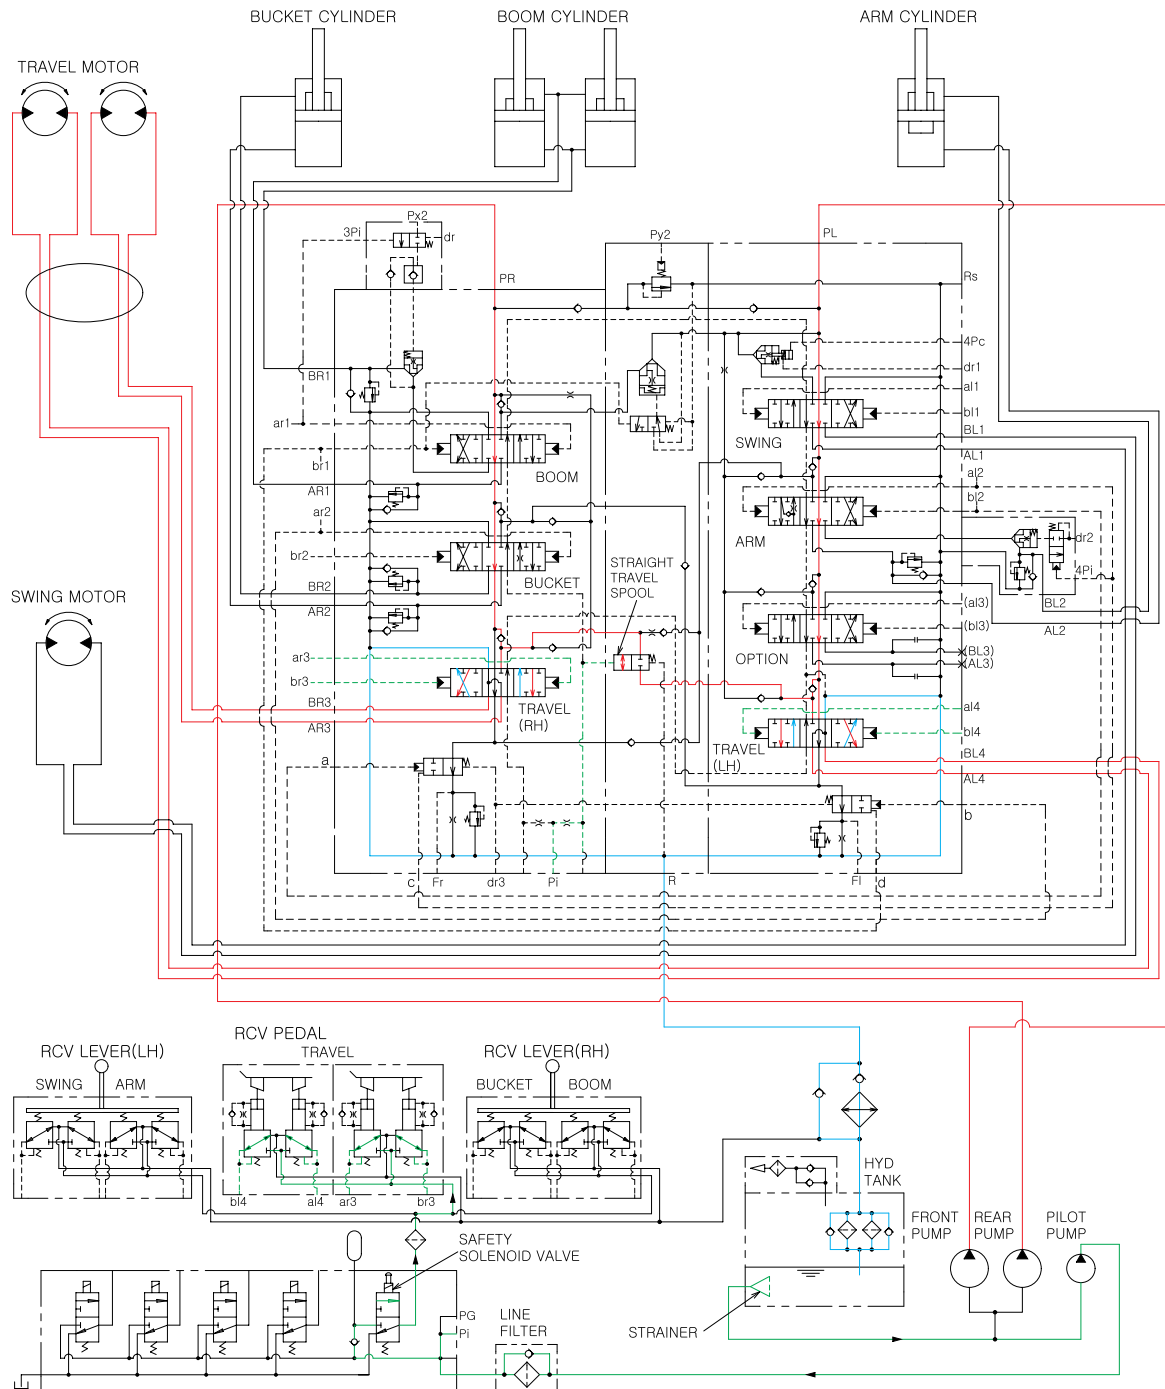 BUCKET CYLINDER
BOOM CYLINDER
ARM CYLINDER
TRAVEL MOTOR
Px2
3Pi
dr
Py2
PL
PR
Rs
4Pc
dr1
al1
bl1
BL1
SWING
AL1
al2
bl2
BR1
ar1
br1
BOOM
AR1
ar2
br2
BUCKET
BR2
AR2
ARM
dr2
4Pi
BL2
AL2
STRAIGHT
TRAVEL
SPOOL
SWING MOTOR
(al3)
(bl3)
OPTION
(BL3)
(AL3)
ar3
br3
BR3
AR3
TRAVEL
(RH)
al4
bl4
TRAVEL
(LH)
BL4
AL4
a
b
c
Fr
dr3
Pi
R
Fl
d
RCV LEVER(LH)
SWING
ARM
RCV PEDAL
TRAVEL
RCV LEVER(RH)
BUCKET
BOOM
bl4
al4
ar3
br3
HYD
TANK
FRONT
PUMP
REAR
PUMP
PILOT
PUMP
SAFETY
SOLENOID VALVE
PG
Pi
LINE
FILTER
STRAINER